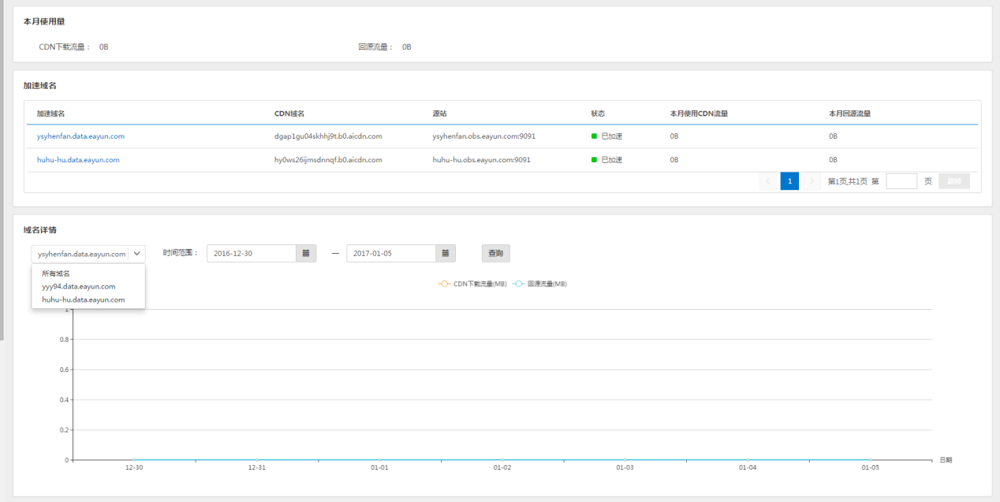 本月使用量
CDN下载流量： 0B 回源流量： 0B
加速域名
加速域名 CDN域名 源站 状态 本月使用CDN流量 本月回源流量
ysyhenfan.data.eayun.com dgap1gu04skhhj9t.b0.aicdn.com ysyhenfan.obs.eayun.com:9091 已加速 0B 0B
huhu-hu.data.eayun.com hy0ws26ijmsdnnqf.b0.aicdn.com huhu-hu.obs.eayun.com:9091 已加速 0B 0B
1 第1页,共1页 第 页 跳转
域名详情
ysyhenfan.data.eayun.com 时间范围： 2016-12-30 — 2017-01-05 查询
所有域名
yyy94.data.eayun.com
huhu-hu.data.eayun.com
CDN下载流量(MB) 回源流量(MB)
1
0.8
0.6
0.4
0.2
0 日期
12-30 12-31 01-01 01-02 01-03 01-04 01-05